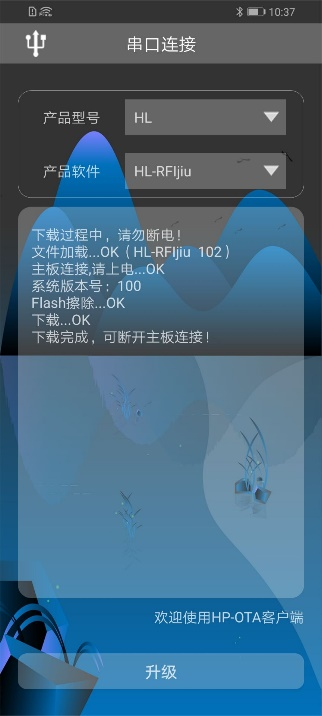 10:37
串口连接
产品型号 HL
产品软件 HL-RFIjiu
下载过程中，请勿断电！
文件加载...OK（HL-RFIjiu 102）
主板连接,请上电...OK
系统版本号：100
Flash擦除...OK
下载...OK
下载完成，可断开主板连接！
欢迎使用HP-OTA客户端
升级